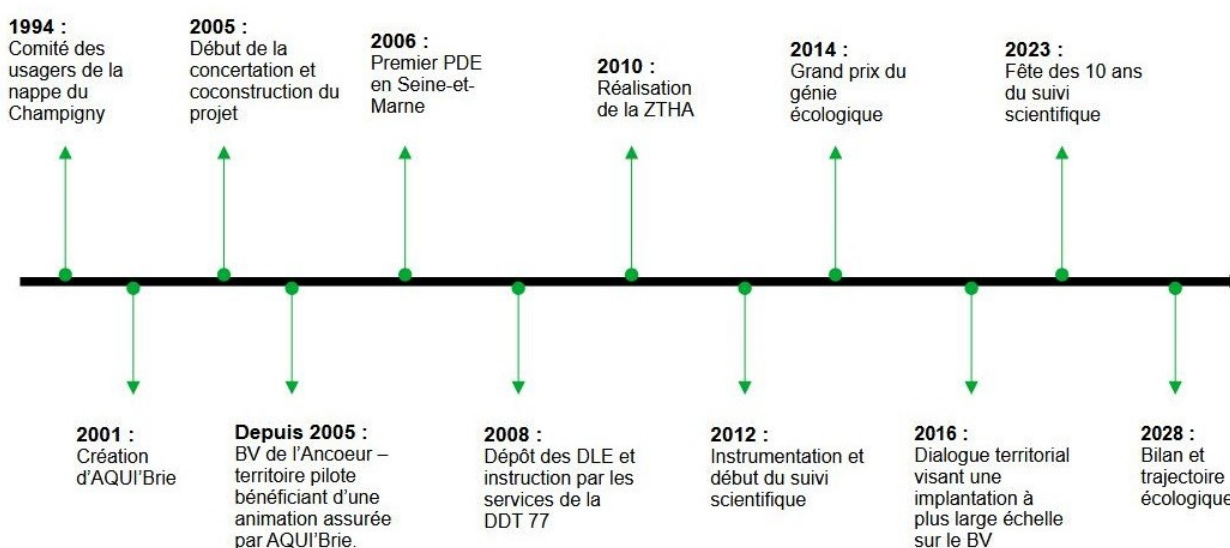 1994 :
Comité des
usagers de la
nappe du
Champigny
2005 :
Début de la
concertation et
coconstruction du
projet
2006 :
Premier PDE
en Seine-et-
Marne
2010 :
Réalisation
de la ZTHA
2014 :
Grand prix du
génie
écologique
2023 :
Fête des 10 ans
du suivi
scientifique
2001 :
Création
d’AQUI’Brie
Depuis 2005 :
BV de l’Ancoeur –
territoire pilote
bénéficiant d’une
animation assurée
par AQUI’Brie.
2008 :
Dépôt des DLE et
instruction par les
services de la
DDT 77
2012 :
Instrumentation et
début du suivi
scientifique
2016 :
Dialogue territorial
visant une
implantation à
plus large échelle
sur le BV
2028 :
Bilan et
trajectoire
écologique